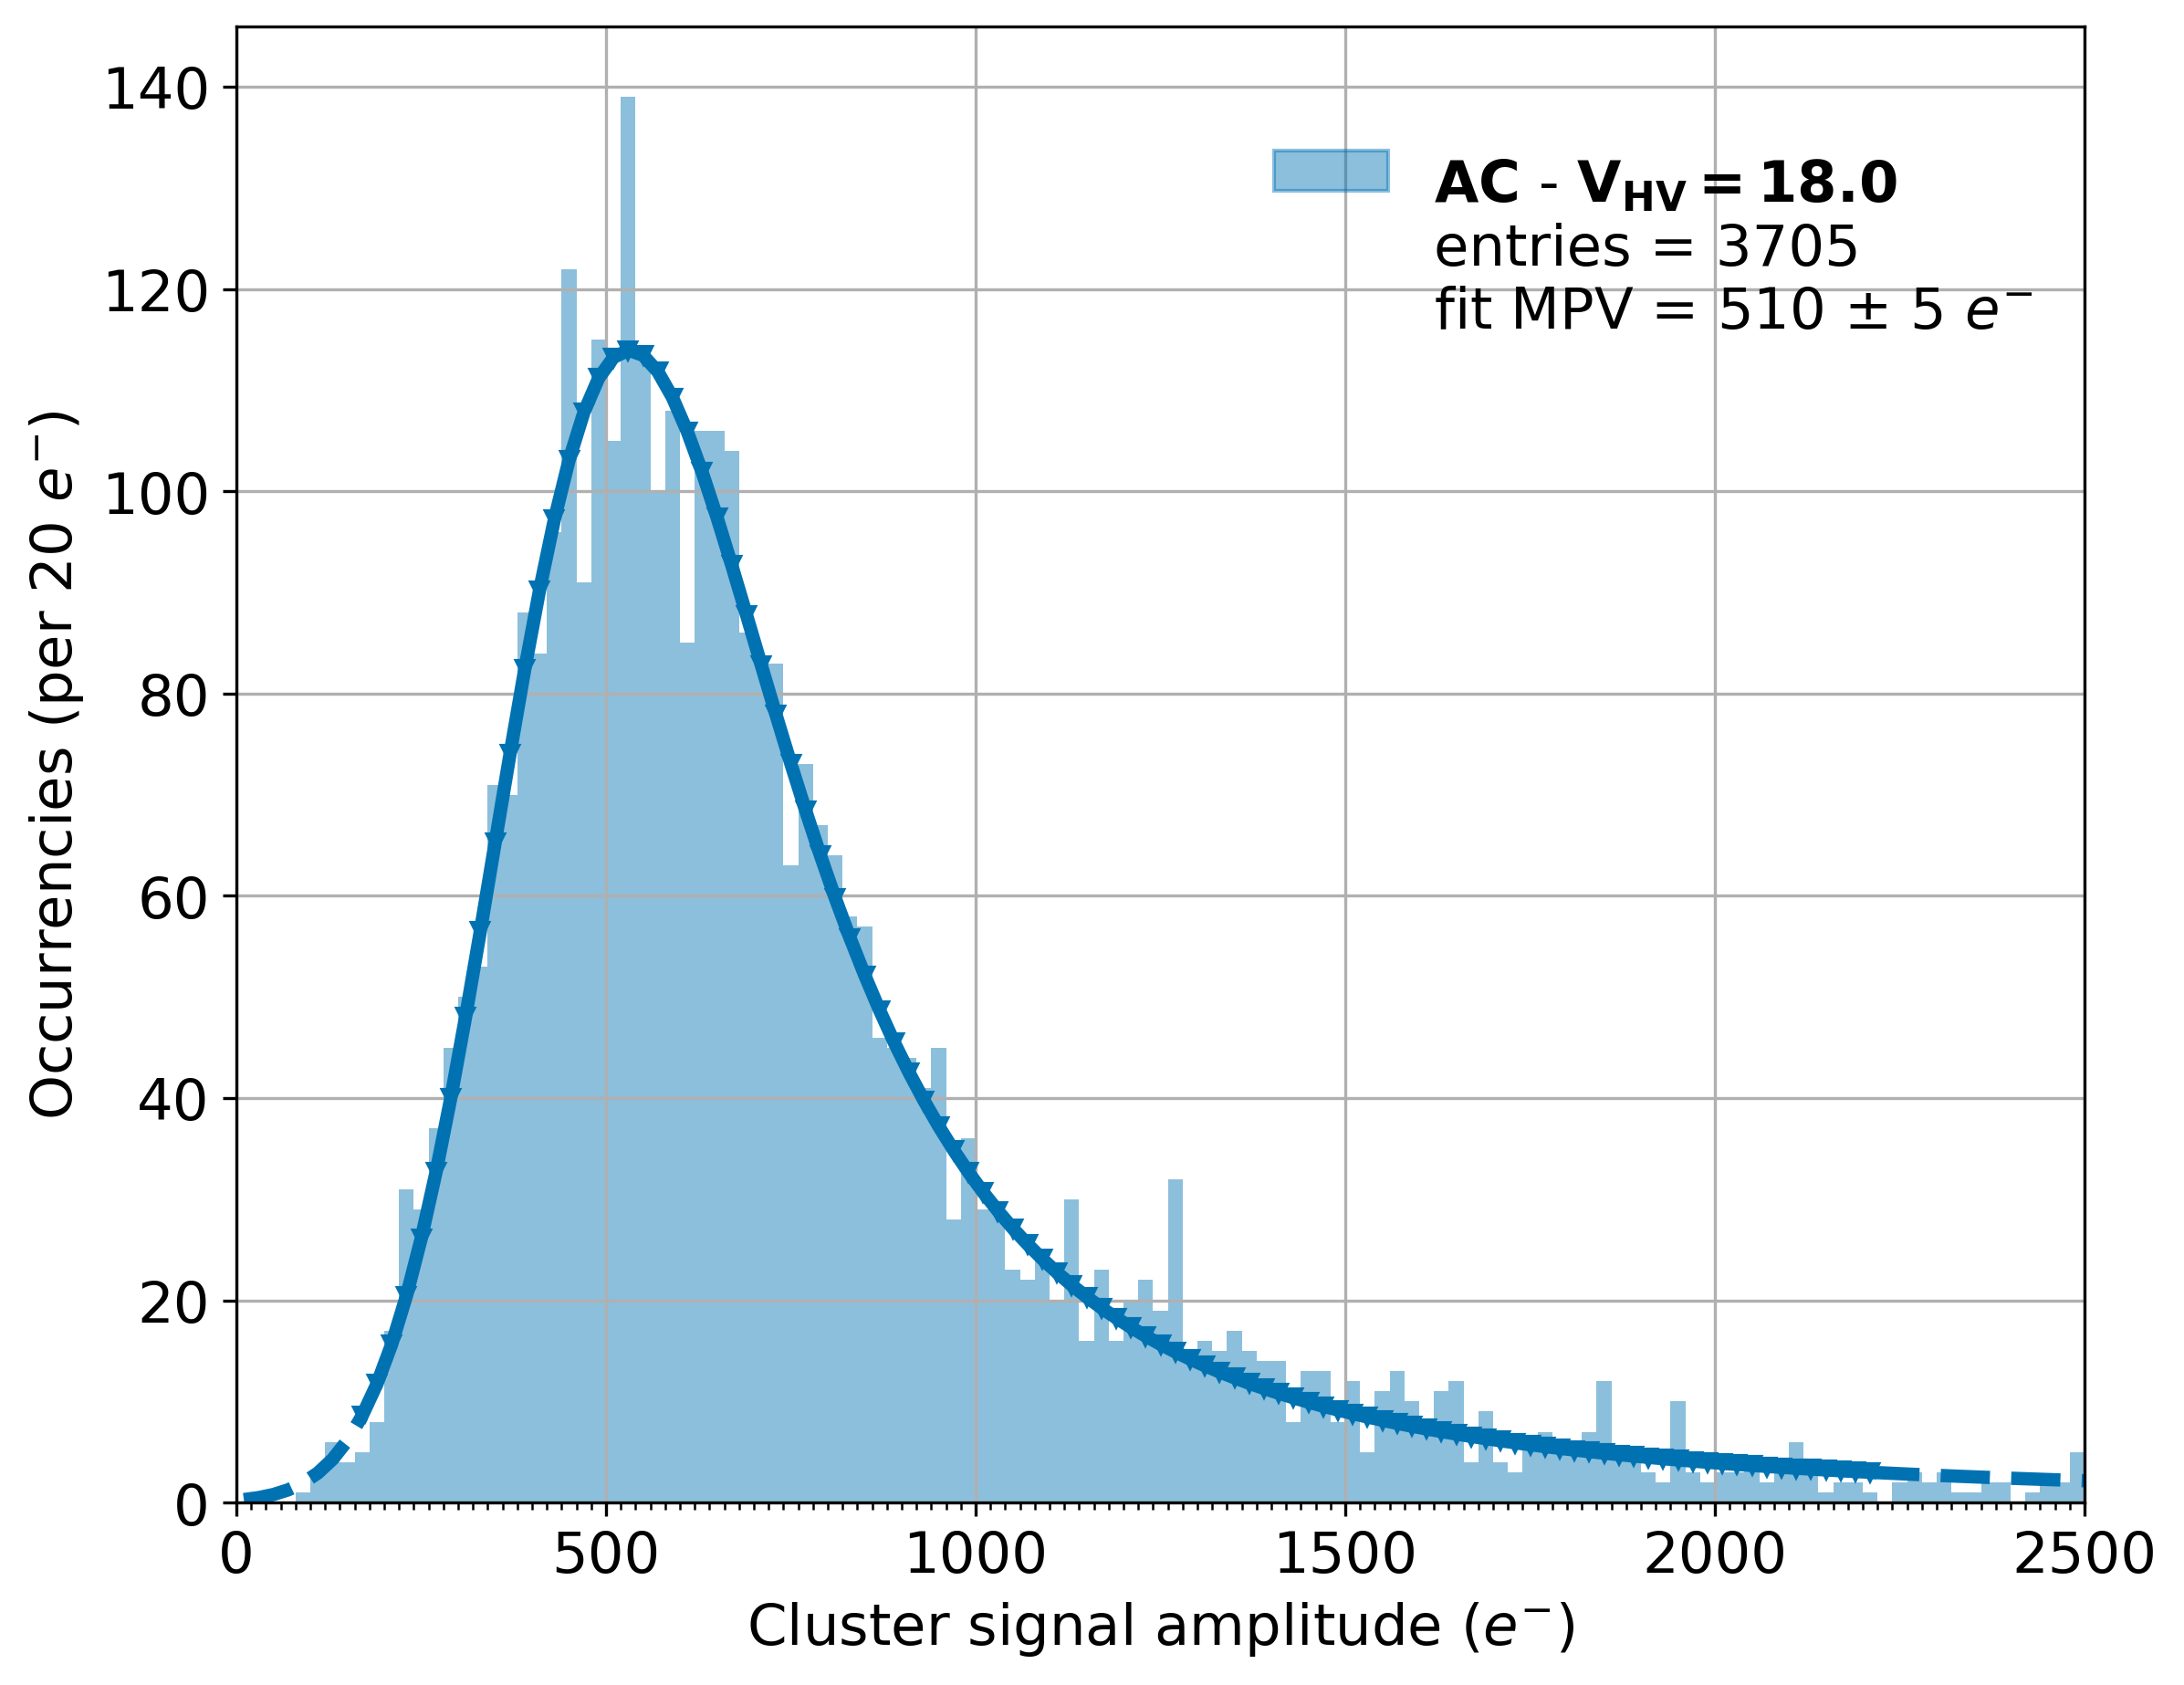 AC - V_HV = 18.0
entries = 3705
fit MPV = 510 ± 5 e⁻
Occurrencies (per 20 e⁻)
140
120
100
80
60
40
20
0
0 500 1000 1500 2000 2500
Cluster signal amplitude (e⁻)